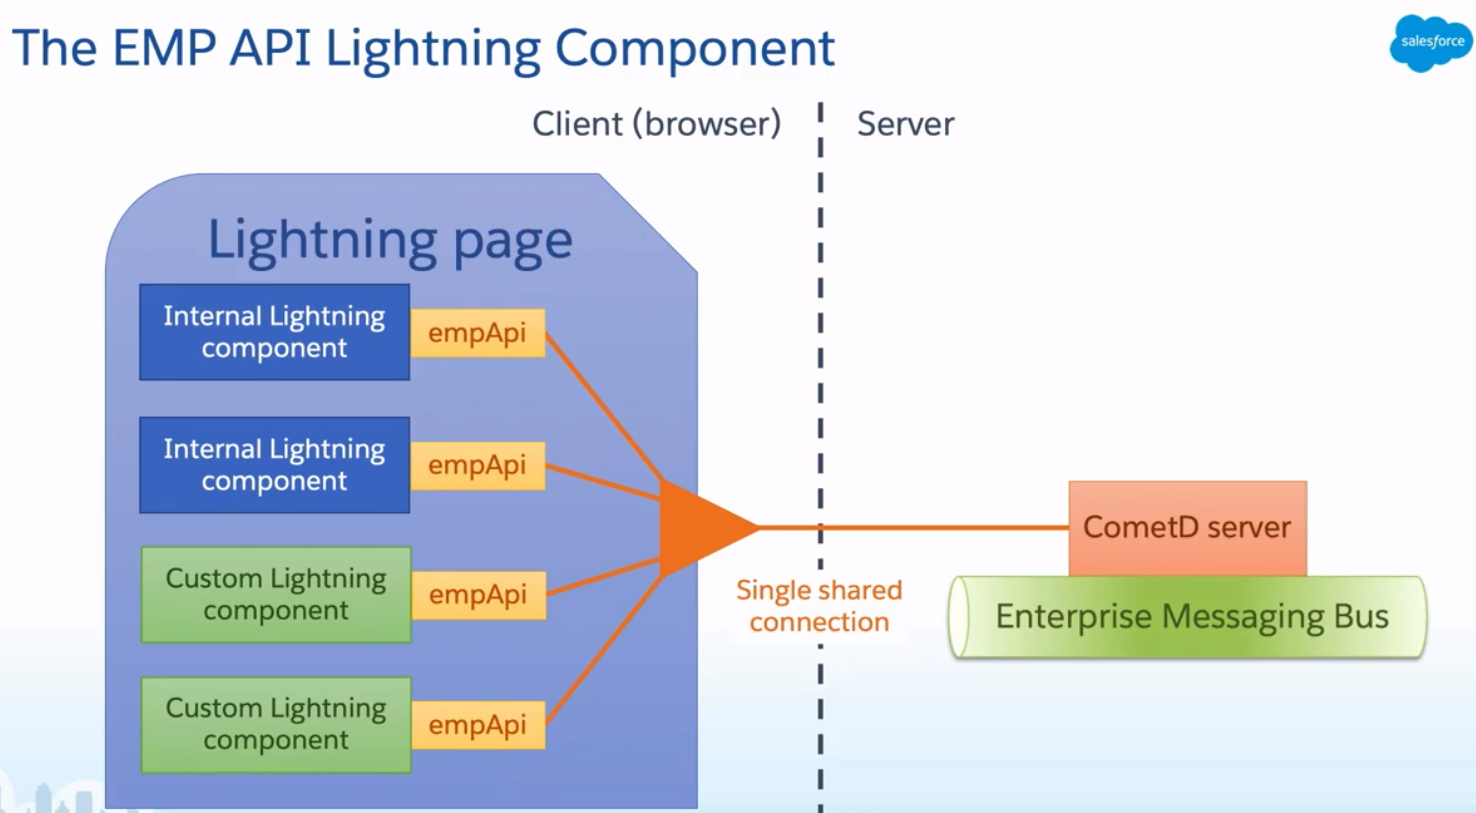 The EMP API Lightning Component
salesforce
Client (browser)
Server
Lightning page
Internal Lightning
component
empApi
Internal Lightning
component
empApi
Custom Lightning
component
empApi
Custom Lightning
component
empApi
Single shared
connection
CometD server
Enterprise Messaging Bus